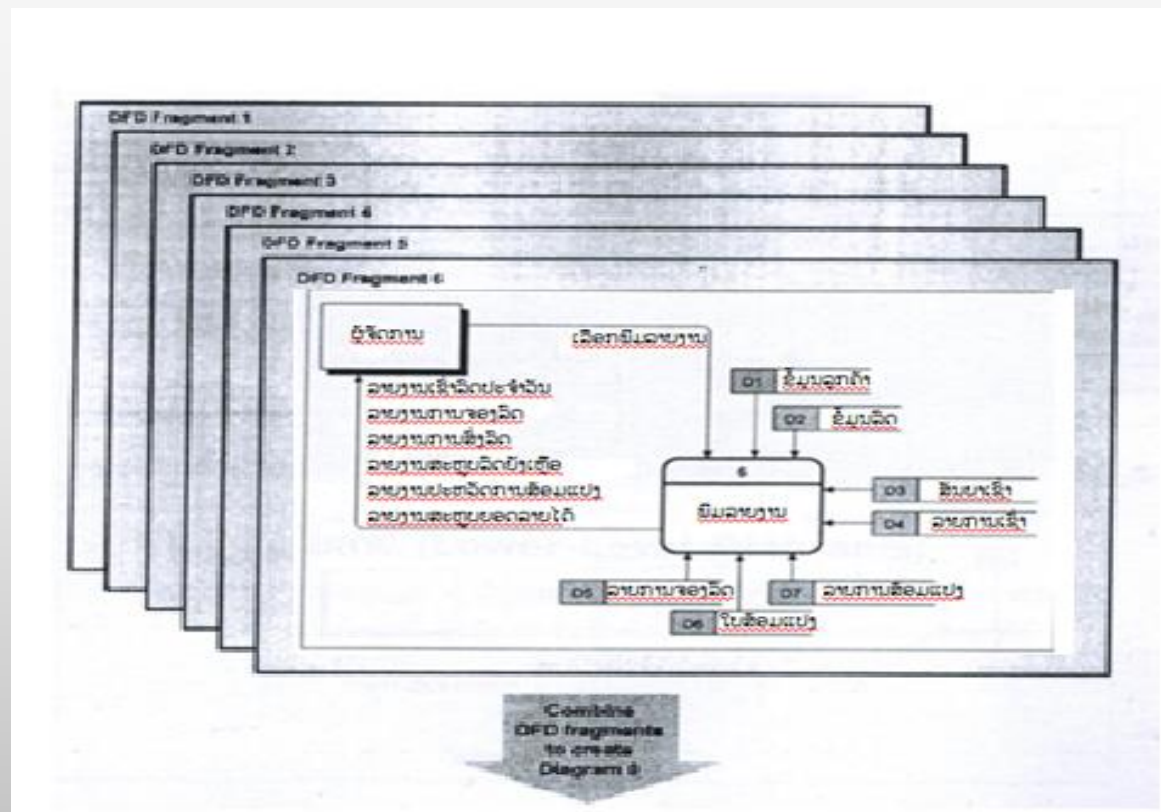 DFD Fragment 1
DFD Fragment 2
DFD Fragment 3
DFD Fragment 4
DFD Fragment 5
DFD Fragment 6
ຜູ້ຈັດການ
ເລືອກພິມລາຍງານ
D1 ຂໍ້ມູນລູກຄ້າ
D2 ຂໍ້ມູນລົດ
ລາຍງານເຊົ່າລົດປະຈຳວັນ
ລາຍງານການຈອງລົດ
ລາຍງານການສົ່ງລົດ
ລາຍງານສະຫຼຸບລົດຍັງເຫຼືອ
ລາຍງານປະຫວັດການສ້ອມແປງ
ລາຍງານສະຫຼຸບຍອດລາຍໄດ້
6
ພິມລາຍງານ
D3 ສັນຍາເຊົ່າ
D4 ລາຍການເຊົ່າ
D5 ລາຍການຈອງລົດ
D7 ລາຍການສ້ອມແປງ
D6 ໃບສ້ອມແປງ
Combine
DFD fragments
to create
Diagram 0